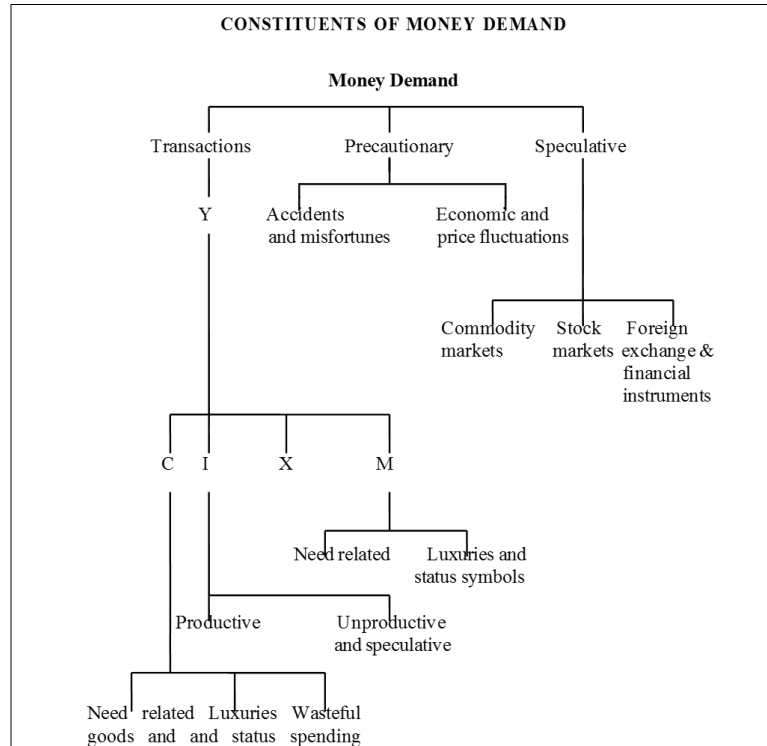 CONSTITUENTS OF MONEY DEMAND
Money Demand
Transactions Precautionary Speculative
Y Accidents Economic and
and misfortunes price fluctuations
Commodity Stock Foreign
markets markets exchange &
financial
instruments
C I X M
Need related Luxuries and
status symbols
Productive Unproductive
and speculative
Need related Luxuries Wasteful
goods and and status spending